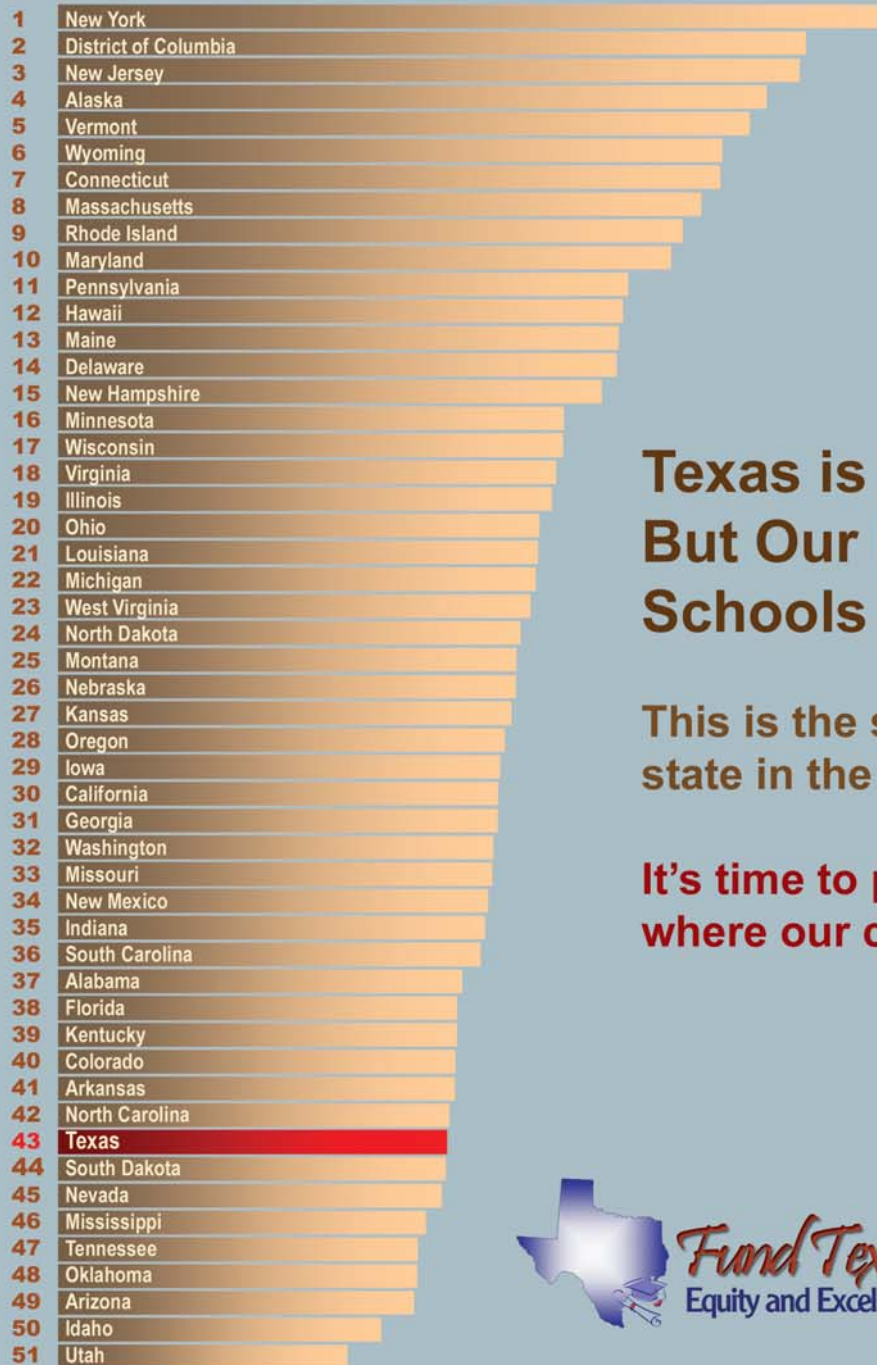 1 New York
2 District of Columbia
3 New Jersey
4 Alaska
5 Vermont
6 Wyoming
7 Connecticut
8 Massachusetts
9 Rhode Island
10 Maryland
11 Pennsylvania
12 Hawaii
13 Maine
14 Delaware
15 New Hampshire
16 Minnesota
17 Wisconsin
18 Virginia
19 Illinois
20 Ohio
21 Louisiana
22 Michigan
23 West Virginia
24 North Dakota
25 Montana
26 Nebraska
27 Kansas
28 Oregon
29 Iowa
30 California
31 Georgia
32 Washington
33 Missouri
34 New Mexico
35 Indiana
36 South Carolina
37 Alabama
38 Florida
39 Kentucky
40 Colorado
41 Arkansas
42 North Carolina
43 Texas
44 South Dakota
45 Nevada
46 Mississippi
47 Tennessee
48 Oklahoma
49 Arizona
50 Idaho
51 Utah
Texas is
But Our
Schools
This is the
state in the
It's time to
where our
Fund
Equity and